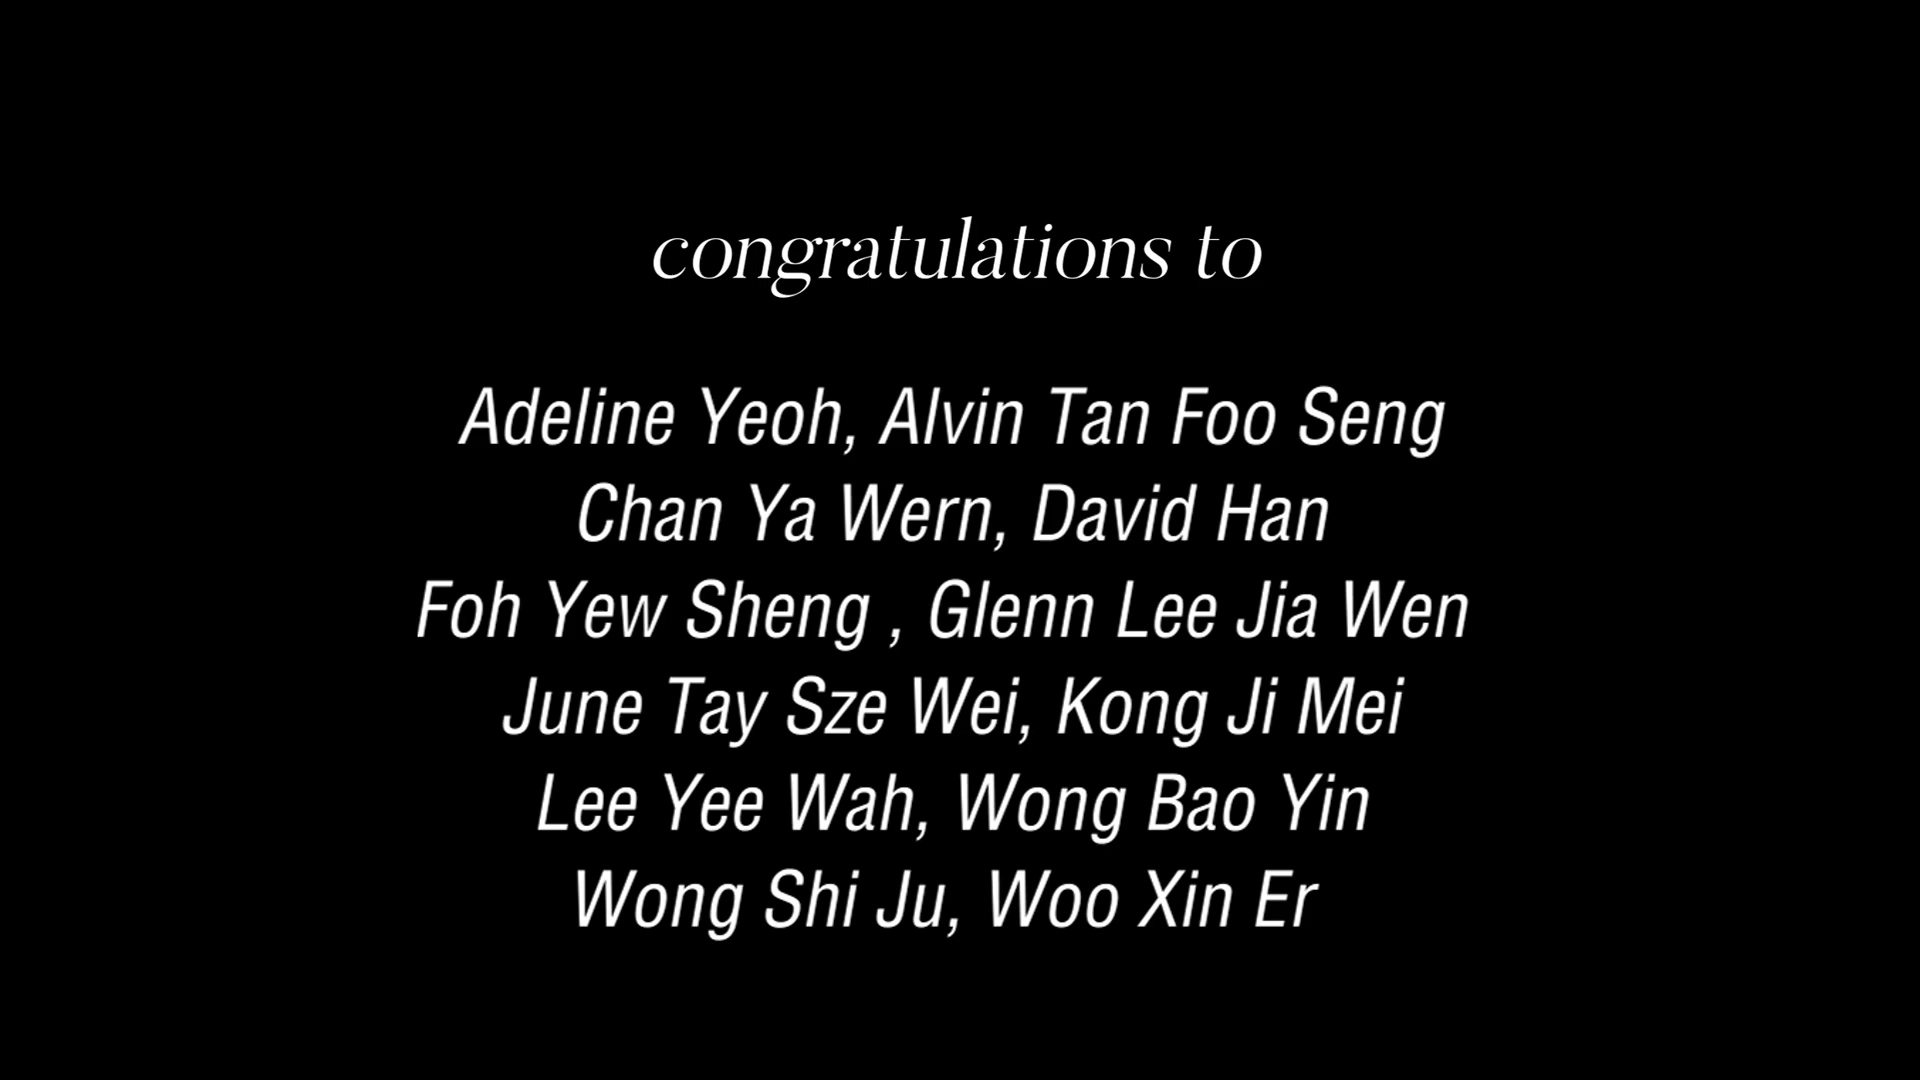 congratulations to
Adeline Yeoh, Alvin Tan Foo Seng
Chan Ya Wern, David Han
Foh Yew Sheng , Glenn Lee Jia Wen
June Tay Sze Wei, Kong Ji Mei
Lee Yee Wah, Wong Bao Yin
Wong Shi Ju, Woo Xin Er